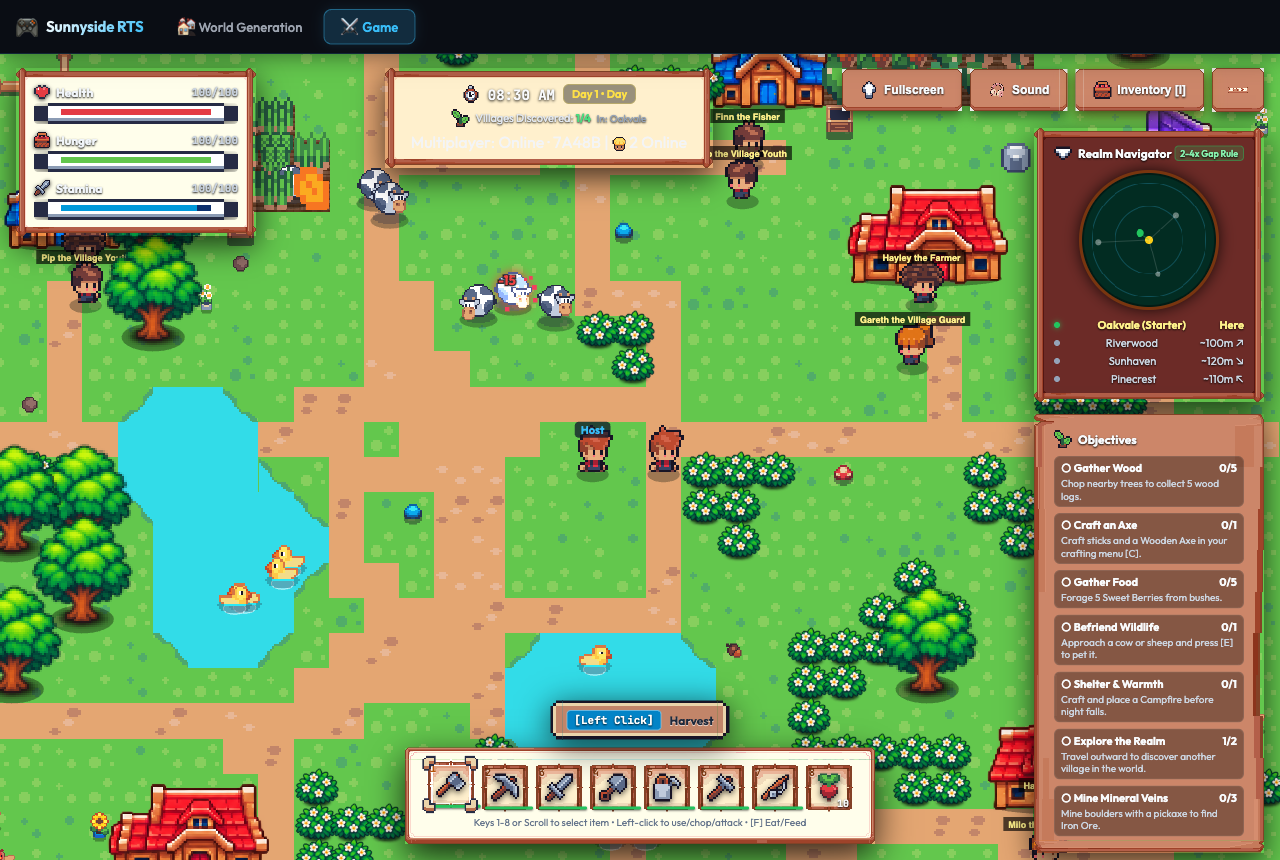 Sunnyside RTS
World Generation
Game
Health 100/100
Hunger 100/100
Stamina 100/100
08:30 AM Day 1 • Day
Villages Discovered: 1/4 In: Oakvale
Online
Fullscreen
Sound
Inventory [I]
Finn the Fisher
the Village Youth
Pip the Village
-15
Hayley the Farmer
Gareth the Village Guard
Host
Realm Navigator 2-4x Gap Rule
Oakvale (Starter) Here
Riverwood ~100m ↗
Sunhaven ~120m ↘
Pinecrest ~110m ↖
Objectives
Gather Wood 0/5
Chop nearby trees to collect 5 wood
logs.
Craft an Axe 0/1
Craft sticks and a Wooden Axe in your
crafting menu [C].
Gather Food 0/5
Forage 5 Sweet Berries from bushes.
Befriend Wildlife 0/1
Approach a cow or sheep and press [E]
to pet it.
Shelter & Warmth 0/1
Craft and place a Campfire before
night falls.
Explore the Realm 1/2
Travel outward to discover another
village in the world.
Mine Mineral Veins 0/3
Mine boulders with a pickaxe to find
Iron Ore.
[Left Click] Harvest
10
Keys 1-8 or Scroll to select item • Left-click to use/chop/attack • [F] Eat/Feed
Milo